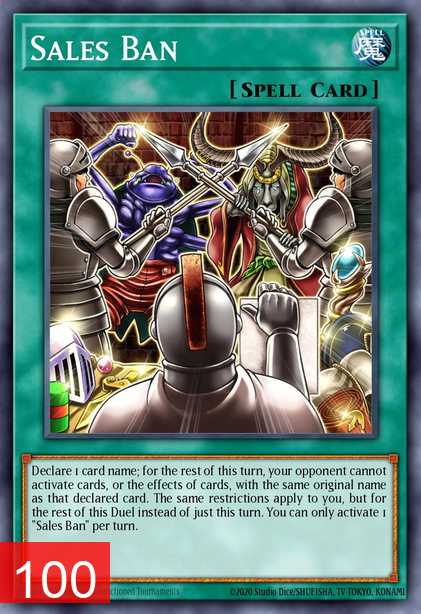 Sales Ban
SPELL
魔
[Spell Card]
Declare 1 card name; for the rest of this turn, your opponent cannot
activate cards, or the effects of cards, with the same original name
as that declared card. The same restrictions apply to you, but for
the rest of this Duel instead of just this turn. You can only activate 1
"Sales Ban" per turn.
100
ctioned Tournaments
©2020 Studio Dice/SHUEISHA, TV TOKYO, KONAMI